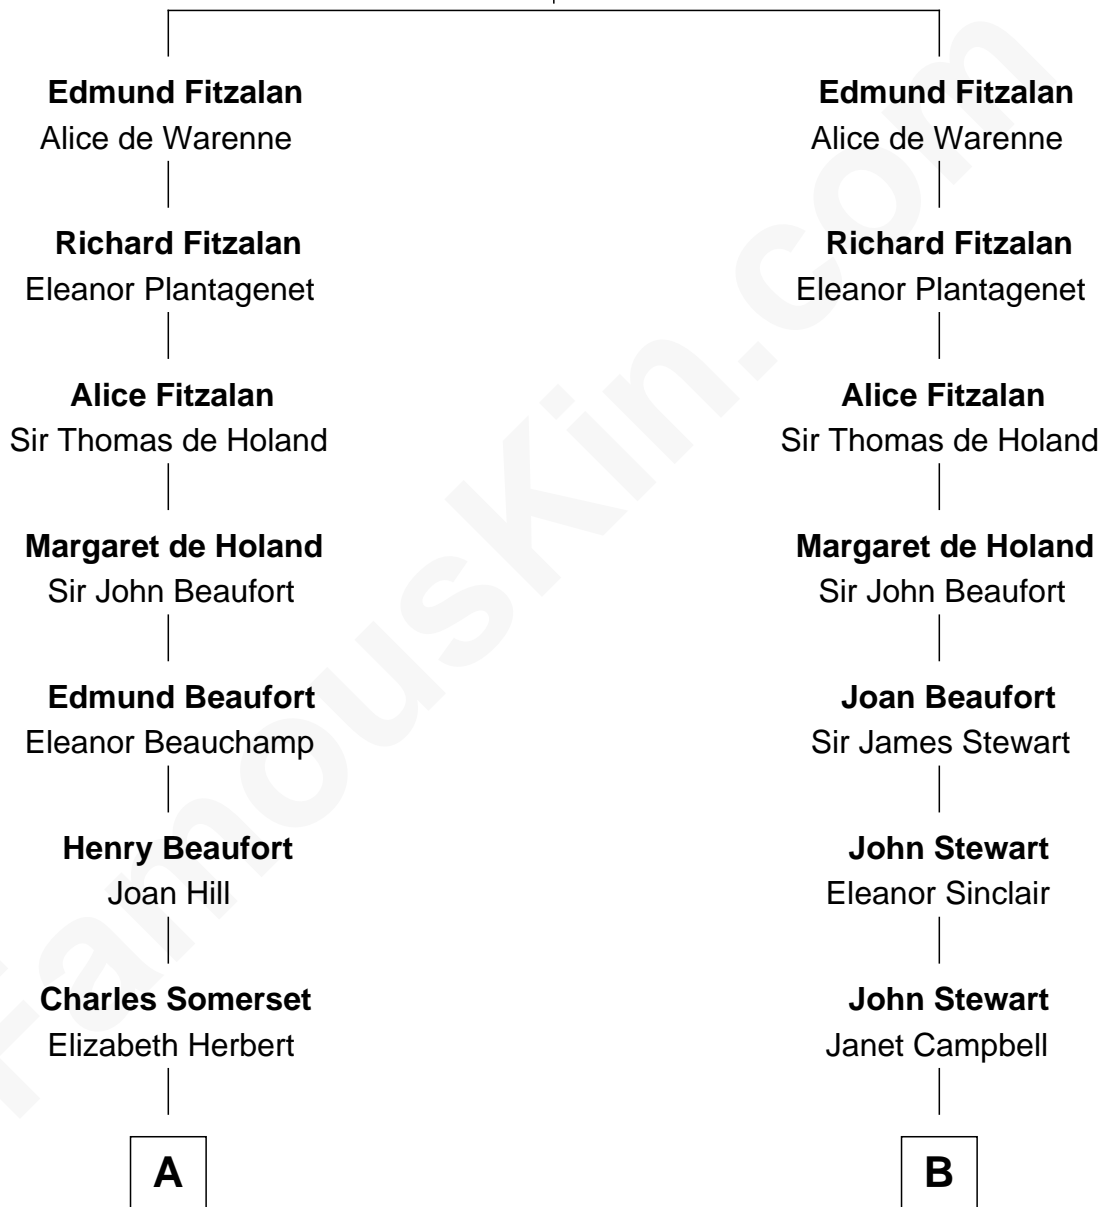 Edmund Fitzalan
Alice de Warenne
Richard Fitzalan
Eleanor Plantagenet
Alice Fitzalan
Sir Thomas de Holand
Margaret de Holand
Sir John Beaufort
Edmund Beaufort
Eleanor Beauchamp
Henry Beaufort
Joan Hill
Charles Somerset
Elizabeth Herbert
A
Edmund Fitzalan
Alice de Warenne
Richard Fitzalan
Eleanor Plantagenet
Alice Fitzalan
Sir Thomas de Holand
Margaret de Holand
Sir John Beaufort
Joan Beaufort
Sir James Stewart
John Stewart
Eleanor Sinclair
John Stewart
Janet Campbell
B
FamousKin.com